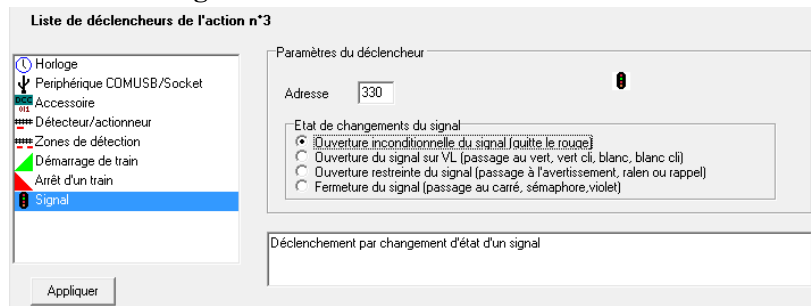 Liste de déclencheurs de l'action n°3
Horloge
Periphérique COMUSB/Socket
DCC
Accessoire
Détecteur/actionneur
Zones de détection
Démarrage de train
Arrêt d'un train
Signal
Appliquer
Paramètres du déclencheur
Adresse 330
Etat de changements du signal
Ouverture inconditionnelle du signal (quitte le rouge)
Ouverture du signal sur VL (passage au vert, vert cli, blanc, blanc cli)
Ouverture restreinte du signal (passage à l'avertissement, ralen ou rappel)
Fermeture du signal (passage au carré, sémaphore,violet)
Déclenchement par changement d'état d'un signal